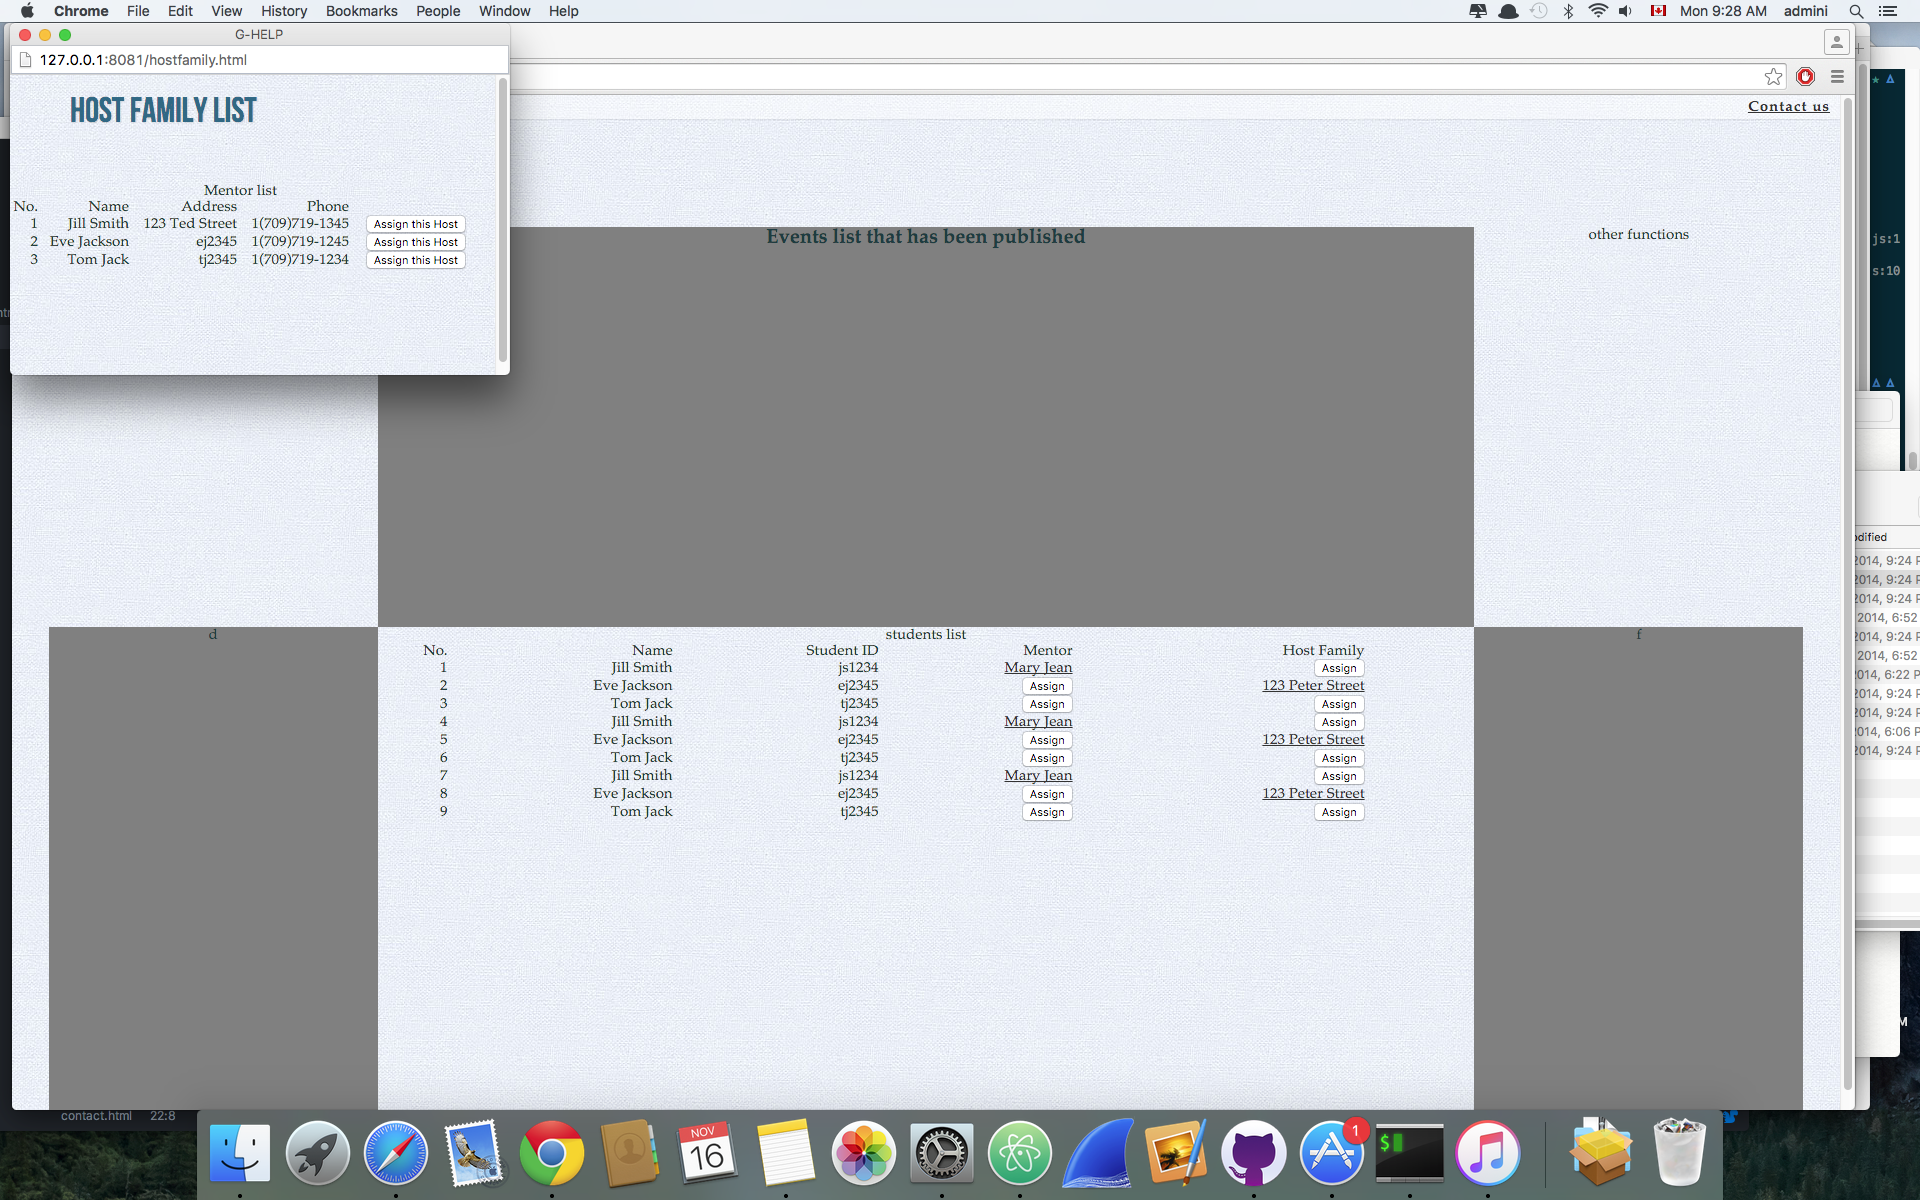 Chrome File Edit View History Bookmarks People Window Help Mon 9:28 AM admini
G-HELP
127.0.0.1:8081/hostfamily.html
HOST FAMILY LIST
Mentor list
No. Name Address Phone
1 Jill Smith 123 Ted Street 1(709)719-1345 Assign this Host
2 Eve Jackson ej2345 1(709)719-1245 Assign this Host
3 Tom Jack tj2345 1(709)719-1234 Assign this Host
Contact us
Events list that has been published
other functions
js:1
s:10
d
students list
f
No. Name Student ID Mentor Host Family
1 Jill Smith js1234 Mary Jean Assign
2 Eve Jackson ej2345 Assign 123 Peter Street
3 Tom Jack tj2345 Assign Assign
4 Jill Smith js1234 Mary Jean Assign
5 Eve Jackson ej2345 Assign 123 Peter Street
6 Tom Jack tj2345 Assign Assign
7 Jill Smith js1234 Mary Jean Assign
8 Eve Jackson ej2345 Assign 123 Peter Street
9 Tom Jack tj2345 Assign Assign
odified
2014, 9:24 P
2014, 9:24 P
2014, 9:24 P
2014, 6:52
2014, 9:24 P
2014, 6:52
2014, 6:22 P
2014, 9:24 P
2014, 9:24 P
2014, 6:06 P
2014, 9:24 P
M
contact.html 22:8
NOV
16
1
$